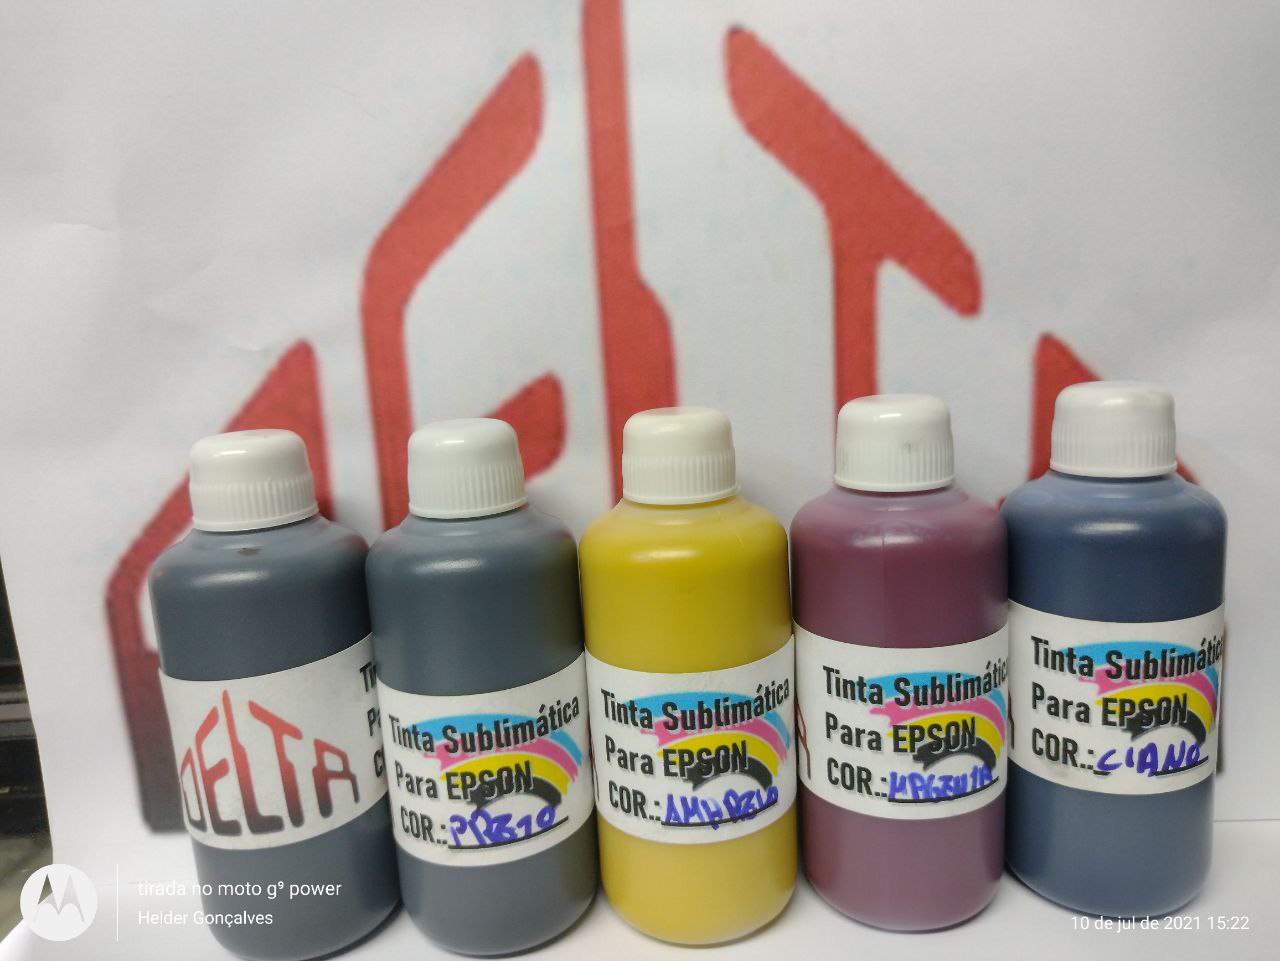 DELTA
DELTA
Tinta Sublimática
Para EPSON
COR.: PRETO
Tinta Sublimática
Para EPSON
COR.: AMARELO
Tinta Sublimática
Para EPSON
COR.: MAGENTA
Tinta Sublimática
Para EPSON
COR.: CIANO
tirada no moto g⁹ power
Helder Gonçalves
10 de jul de 2021 15:22